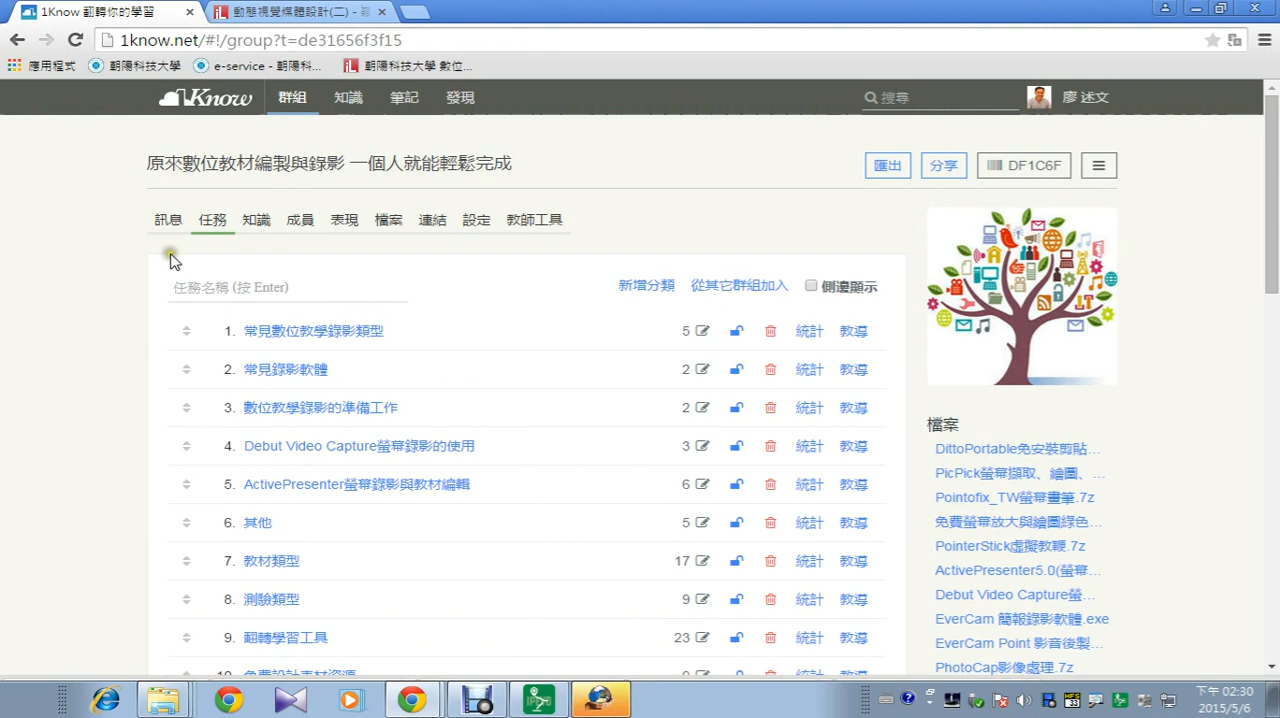 1Know 翻轉你的學習
動態視覺媒體設計(二) -
1know.net/#!/group?t=de31656f3f15
應用程式
朝陽科技大學
e-service - 朝陽科...
朝陽科技大學 數位...
1Know
群組
知識
筆記
發現
搜尋
廖 述文
原來數位教材編製與錄影 一個人就能輕鬆完成
匯出
分享
DF1C6F
訊息
任務
知識
成員
表現
檔案
連結
設定
教師工具
任務名稱 (按 Enter)
新增分類
從其它群組加入
側邊顯示
1. 常見數位教學錄影類型 5 統計 教導
2. 常見錄影軟體 2 統計 教導
3. 數位教學錄影的準備工作 2 統計 教導
4. Debut Video Capture螢幕錄影的使用 3 統計 教導
5. ActivePresenter螢幕錄影與教材編輯 6 統計 教導
6. 其他 5 統計 教導
7. 教材類型 17 統計 教導
8. 測驗類型 9 統計 教導
9. 翻轉學習工具 23 統計 教導
10. 免費設計素材資源 9 統計 教導
檔案
DittoPortable免安裝剪貼...
PicPick螢幕擷取、繪圖、...
Pointofix_TW螢幕畫筆.7z
免費螢幕放大與繪圖綠色...
PointerStick虛擬教鞭.7z
ActivePresenter5.0(螢幕...
Debut Video Capture螢...
EverCam 簡報錄影軟體.exe
EverCam Point 影音後製...
PhotoCap影像處理.7z
下午 02:30
2015/5/6